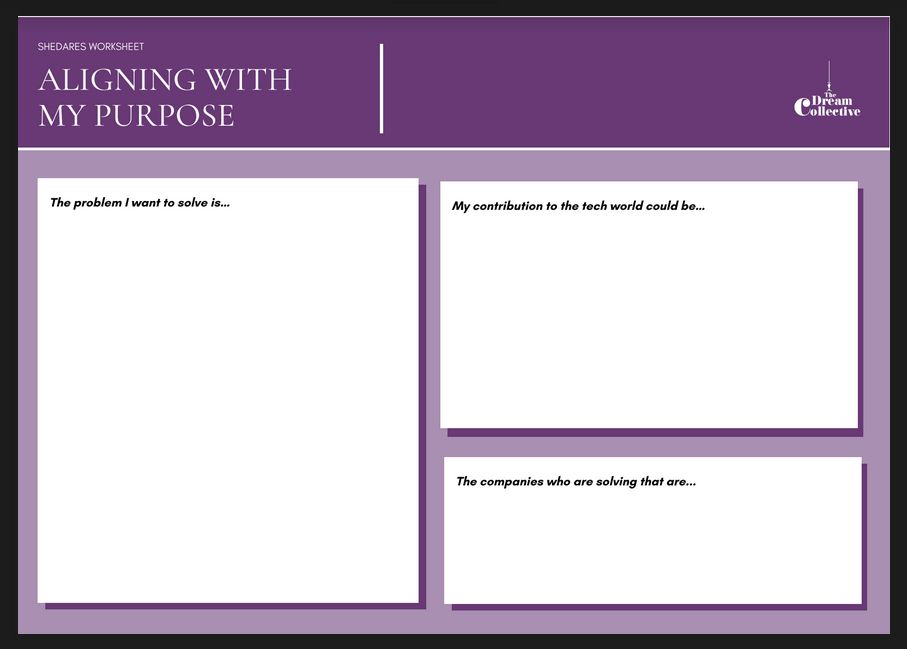 SHEDARES WORKSHEET
ALIGNING WITH
MY PURPOSE
The
Dream
Collective
The problem I want to solve is...
My contribution to the tech world could be...
The companies who are solving that are...